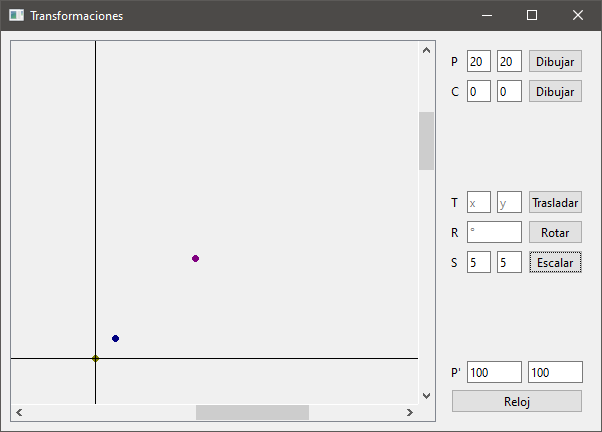 Transformaciones
P 20 20 Dibujar
C 0 0 Dibujar
T x y Trasladar
R ° Rotar
S 5 5 Escalar
P' 100 100
Reloj